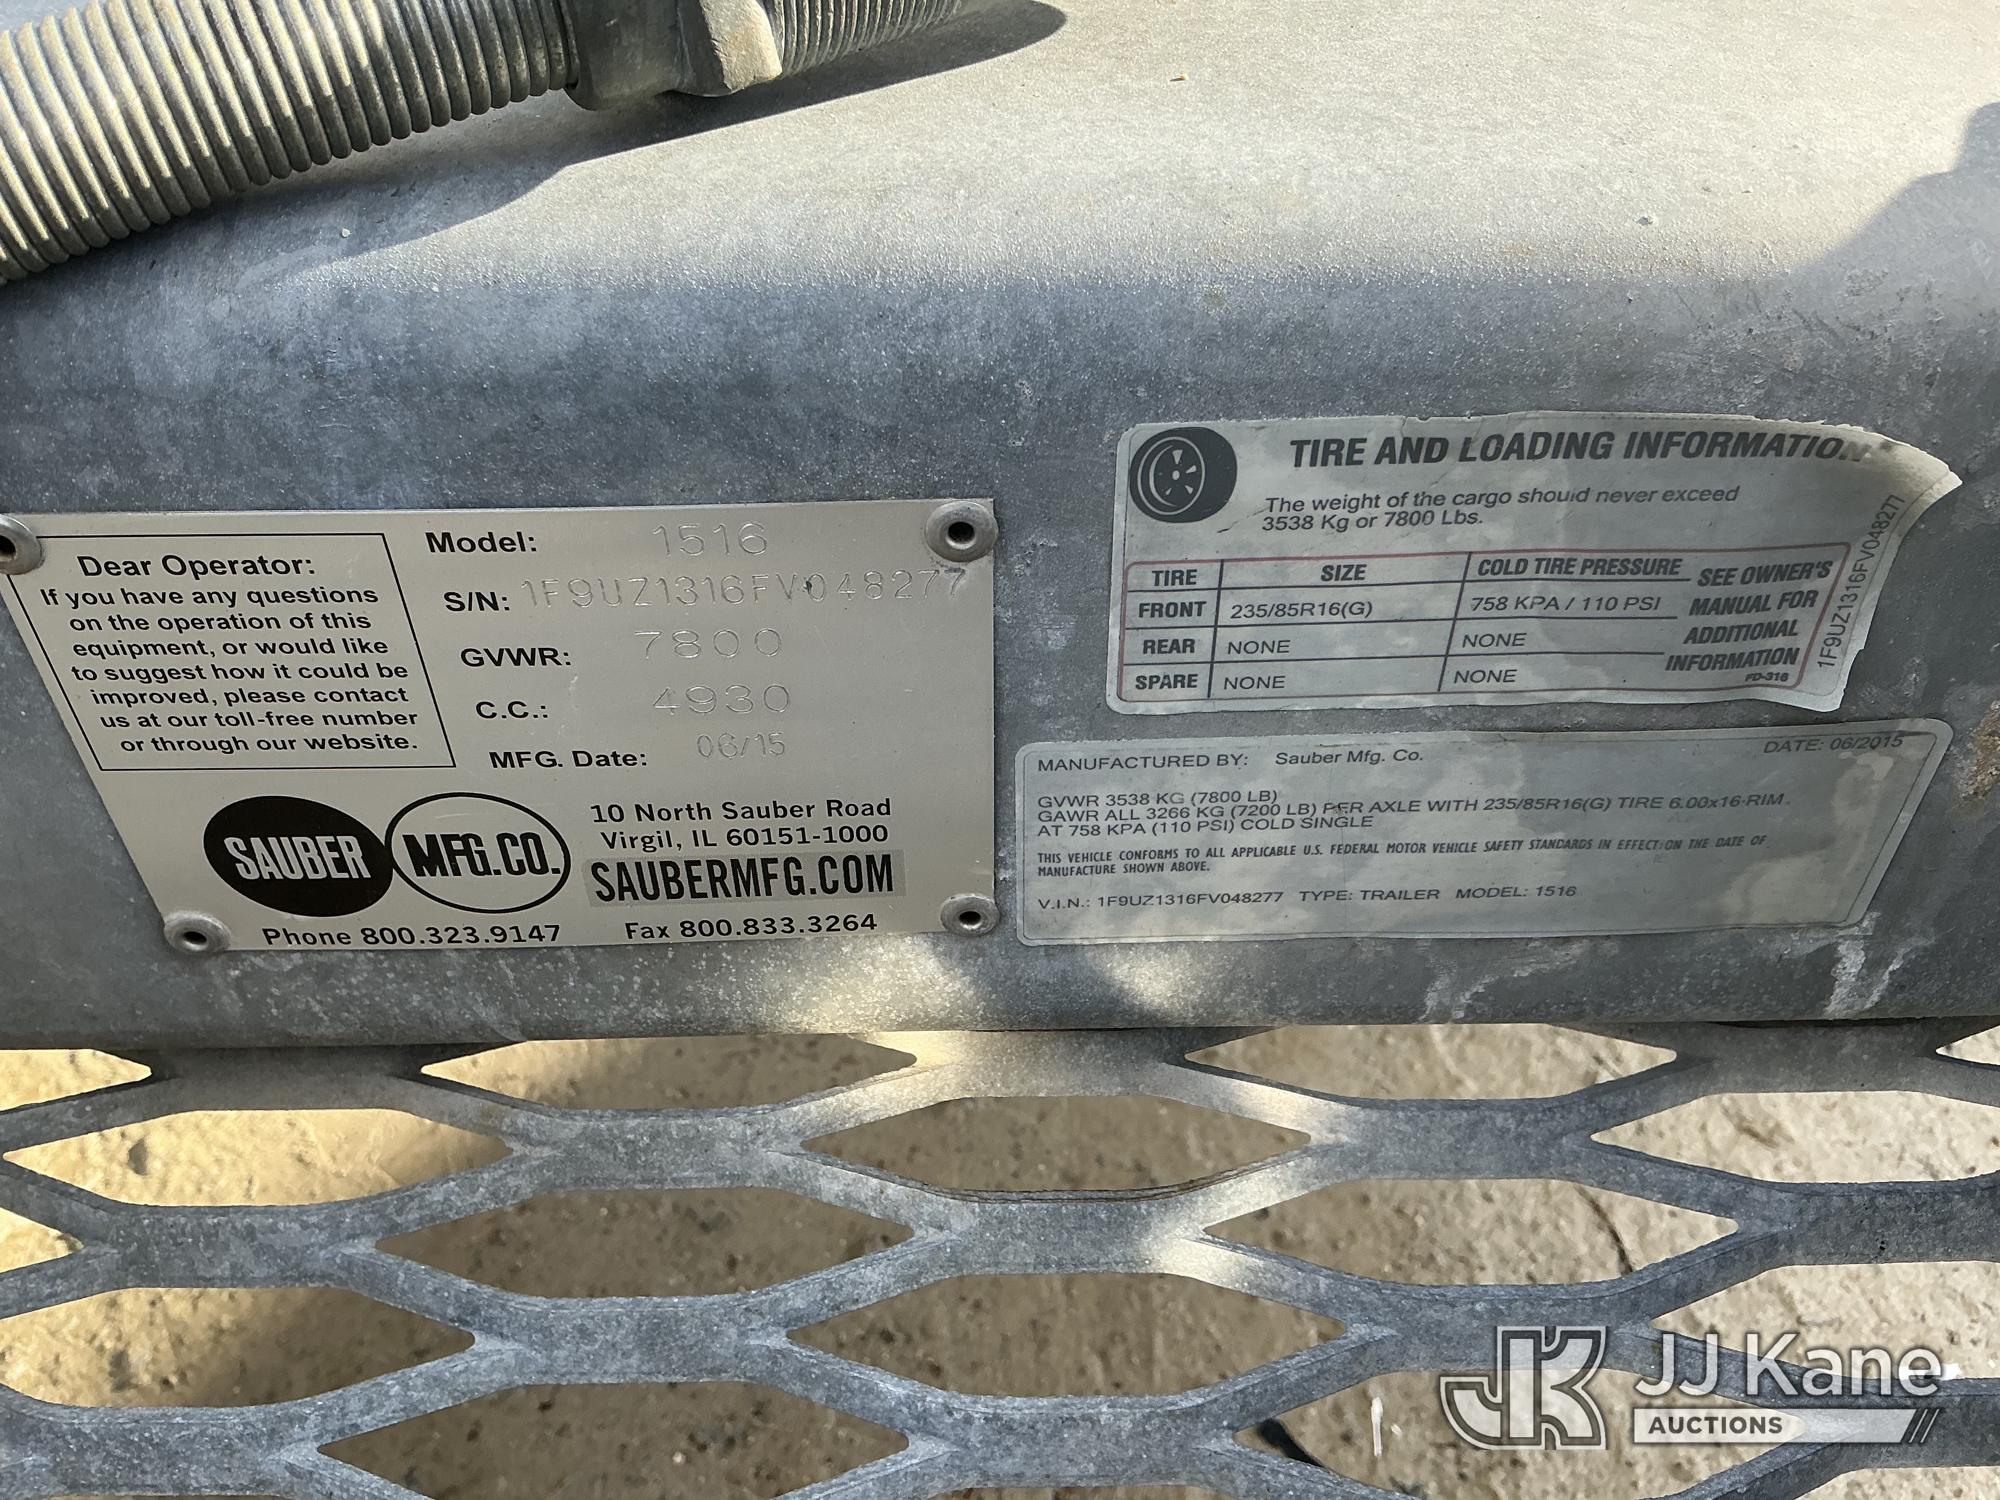 Dear Operator:
If you have any questions
on the operation of this
equipment, or would like
to suggest how it could be
improved, please contact
us at our toll-free number
or through our website.
Model: 1516
S/N: 1F9UZ1316FV048277
GVWR: 7800
C.C.: 4930
MFG. Date: 06/15
SAUBER MFG.CO.
10 North Sauber Road
Virgil, IL 60151-1000
SAUBERMFG.COM
Phone 800.323.9147 Fax 800.833.3264
TIRE AND LOADING INFORMATION
The weight of the cargo should never exceed
3538 Kg or 7800 Lbs.
TIRE SIZE COLD TIRE PRESSURE
FRONT 235/85R16(G) 758 KPA / 110 PSI
REAR NONE NONE
SPARE NONE NONE
SEE OWNER'S
MANUAL FOR
ADDITIONAL
INFORMATION
FD-316
1F9UZ1316FV048277
MANUFACTURED BY: Sauber Mfg. Co. DATE: 06/2015
GVWR 3538 KG (7800 LB)
GAWR ALL 3266 KG (7200 LB) PER AXLE WITH 235/85R16(G) TIRE 6.00x16-RIM.
AT 758 KPA (110 PSI) COLD SINGLE
THIS VEHICLE CONFORMS TO ALL APPLICABLE U.S. FEDERAL MOTOR VEHICLE SAFETY STANDARDS IN EFFECT ON THE DATE OF
MANUFACTURE SHOWN ABOVE.
V.I.N.: 1F9UZ1316FV048277 TYPE: TRAILER MODEL: 1516
JK JJ Kane
AUCTIONS